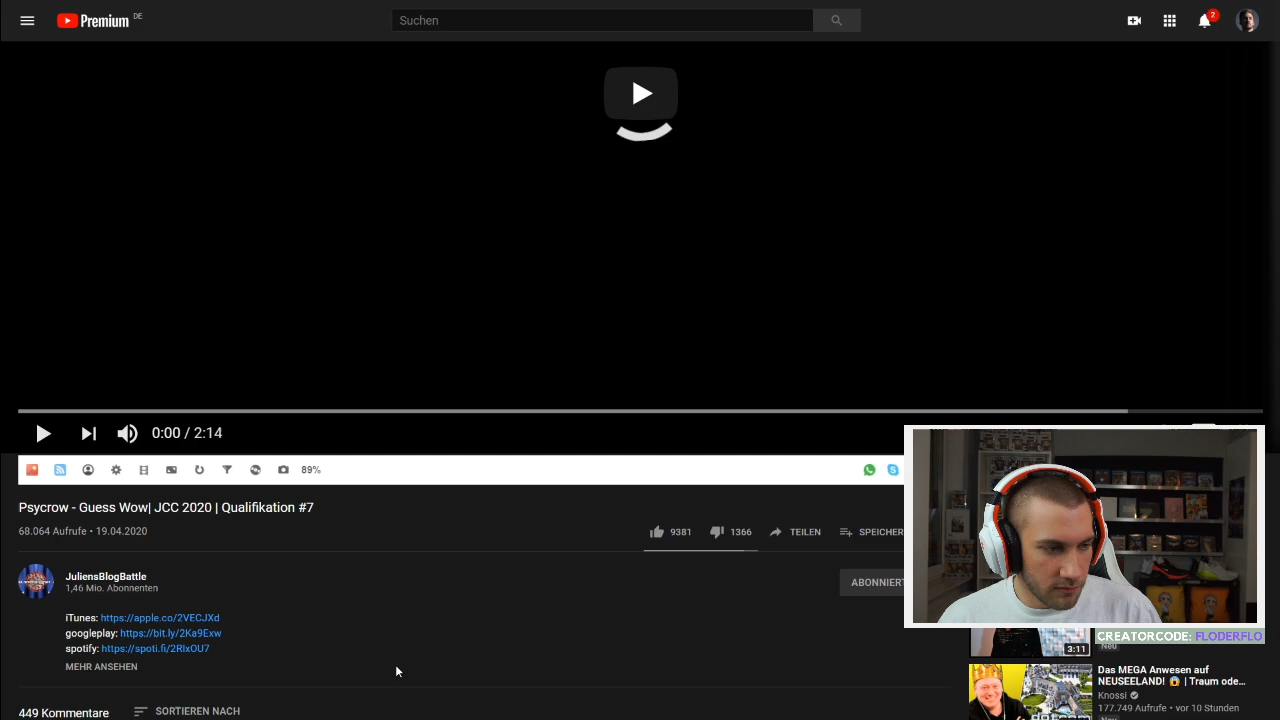 Premium DE
Suchen
2
0:00 / 2:14
89%
Psycrow - Guess Wow| JCC 2020 | Qualifikation #7
68.064 Aufrufe • 19.04.2020
9381
1366
TEILEN
SPEICHER
JuliensBlogBattle
1,46 Mio. Abonnenten
ABONNIERT
iTunes: https://apple.co/2VECJXd
googleplay: https://bit.ly/2Ka9Exw
spotify: https://spoti.fi/2RIxOU7
MEHR ANSEHEN
449 Kommentare
SORTIEREN NACH
CREATORCODE: FLODERFLO
3:11
Neu
Das MEGA Anwesen auf
NEUSEELAND! 😱 | Traum ode...
Knossi
177.749 Aufrufe • vor 10 Stunden